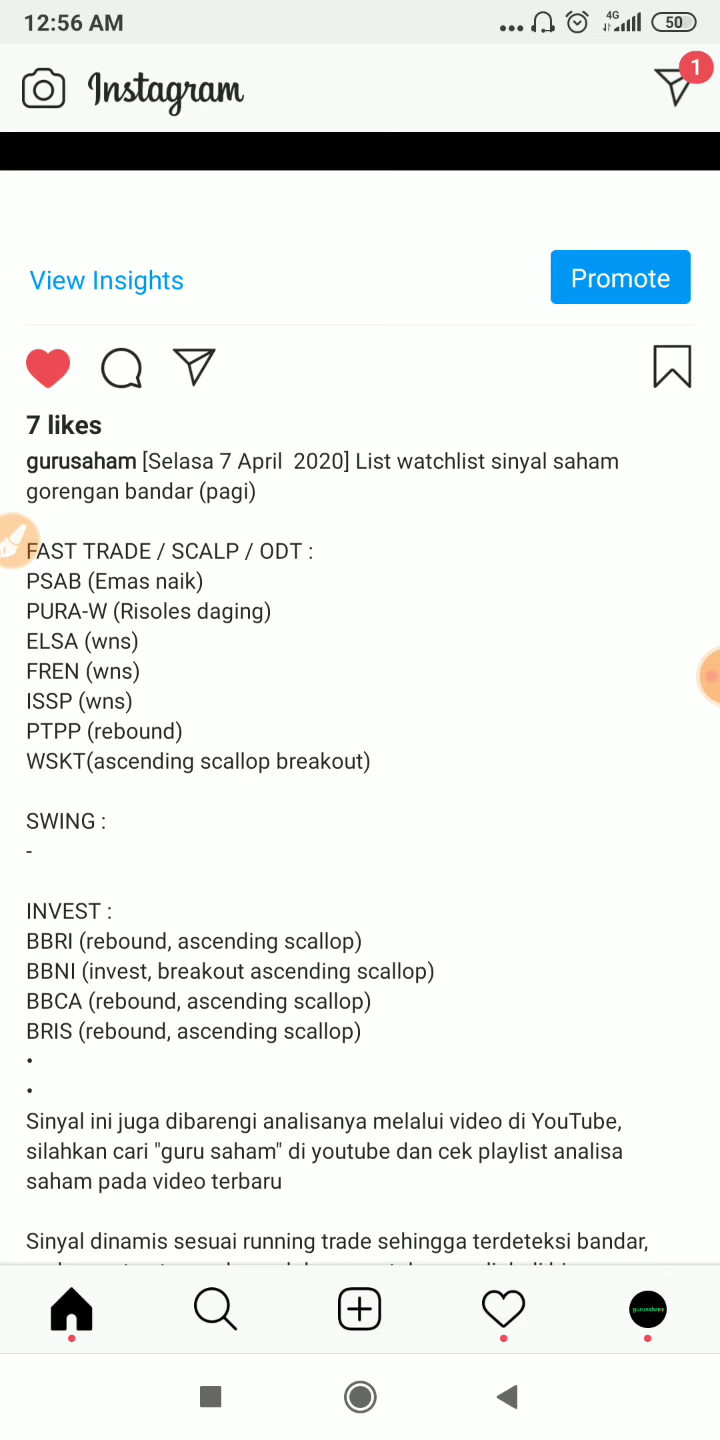 12:56 AM
4G
50
Instagram
1
View Insights
Promote
7 likes
gurusaham [Selasa 7 April  2020] List watchlist sinyal saham
gorengan bandar (pagi)
FAST TRADE / SCALP / ODT :
PSAB (Emas naik)
PURA-W (Risoles daging)
ELSA (wns)
FREN (wns)
ISSP (wns)
PTPP (rebound)
WSKT(ascending scallop breakout)
SWING :
-
INVEST :
BBRI (rebound, ascending scallop)
BBNI (invest, breakout ascending scallop)
BBCA (rebound, ascending scallop)
BRIS (rebound, ascending scallop)
•
•
Sinyal ini juga dibarengi analisanya melalui video di YouTube,
silahkan cari "guru saham" di youtube dan cek playlist analisa
saham pada video terbaru
Sinyal dinamis sesuai running trade sehingga terdeteksi bandar,
gurusaham